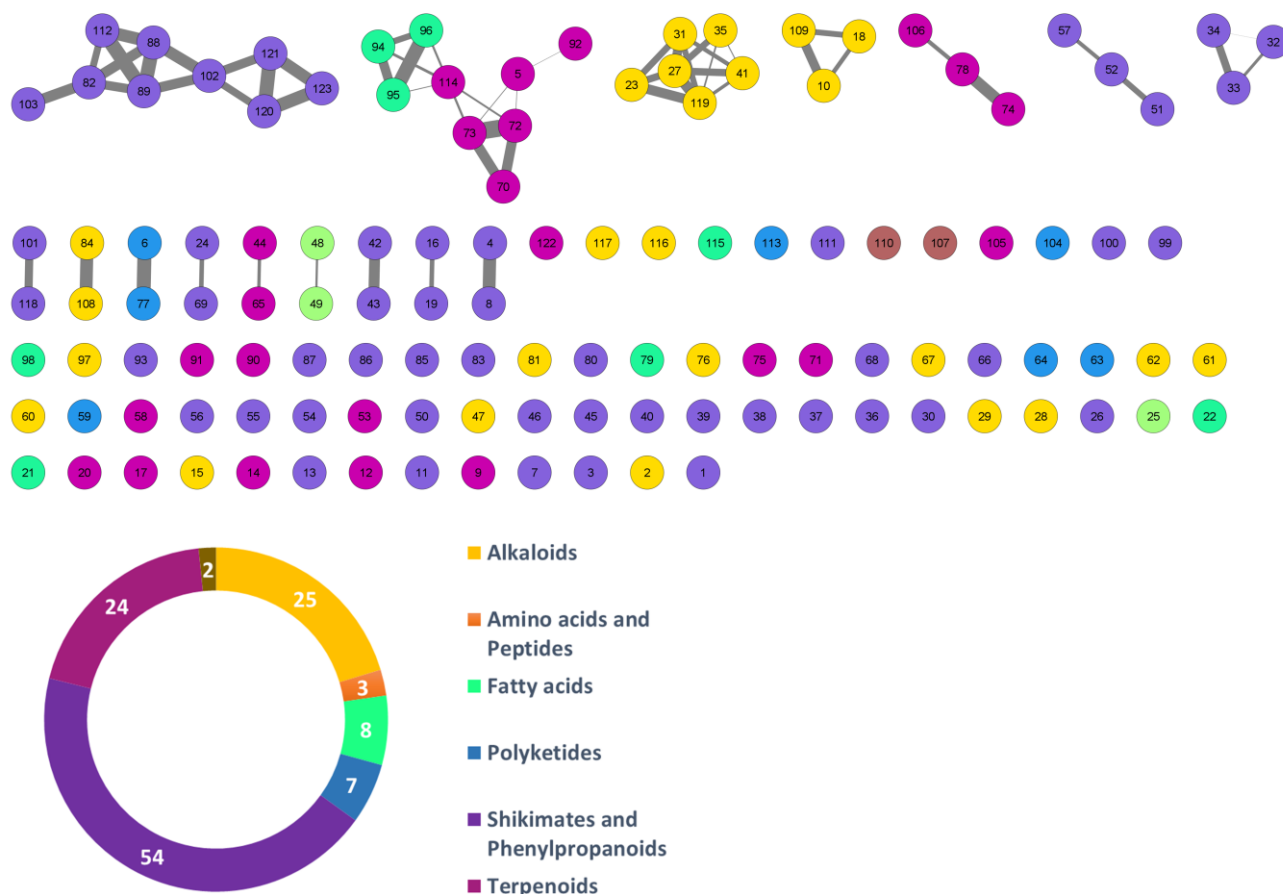 112 88 121 96 94 92 31 35 109 18 106 57 34 32
82 89 102 123 114 5 23 27 41 78 52
103 120 95 73 72 119 10 74 51 33
70
101 84 6 24 44 48 42 16 4 122 117 116 115 113 111 110 107 105 104 100 99
118 108 77 69 65 49 43 19 8
98 97 93 91 90 87 86 85 83 81 80 79 76 75 71 68 67 66 64 63 62 61
60 59 58 56 55 54 53 50 47 46 45 40 39 38 37 36 30 29 28 26 25 22
21 20 17 15 14 13 12 11 9 7 3 2 1
2
25
24
3
8
7
54
Alkaloids
Amino acids and
Peptides
Fatty acids
Polyketides
Shikimates and
Phenylpropanoids
Terpenoids